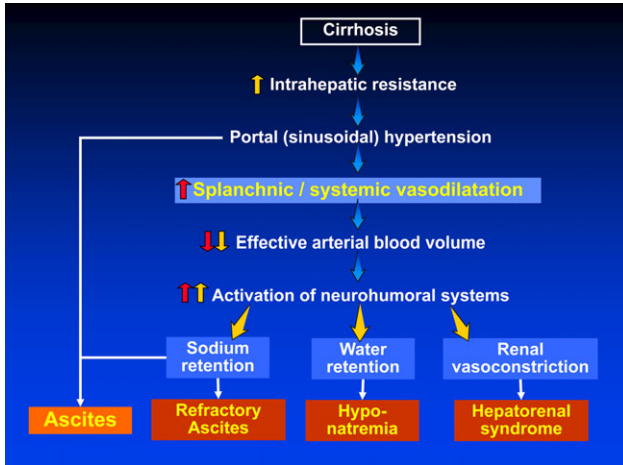 Cirrhosis
Intrahepatic resistance
Portal (sinusoidal) hypertension
Splanchnic / systemic vasodilatation
Effective arterial blood volume
Activation of neurohumoral systems
Sodium
retention
Water
retention
Renal
vasoconstriction
Ascites
Refractory
Ascites
Hypo-
natremia
Hepatorenal
syndrome